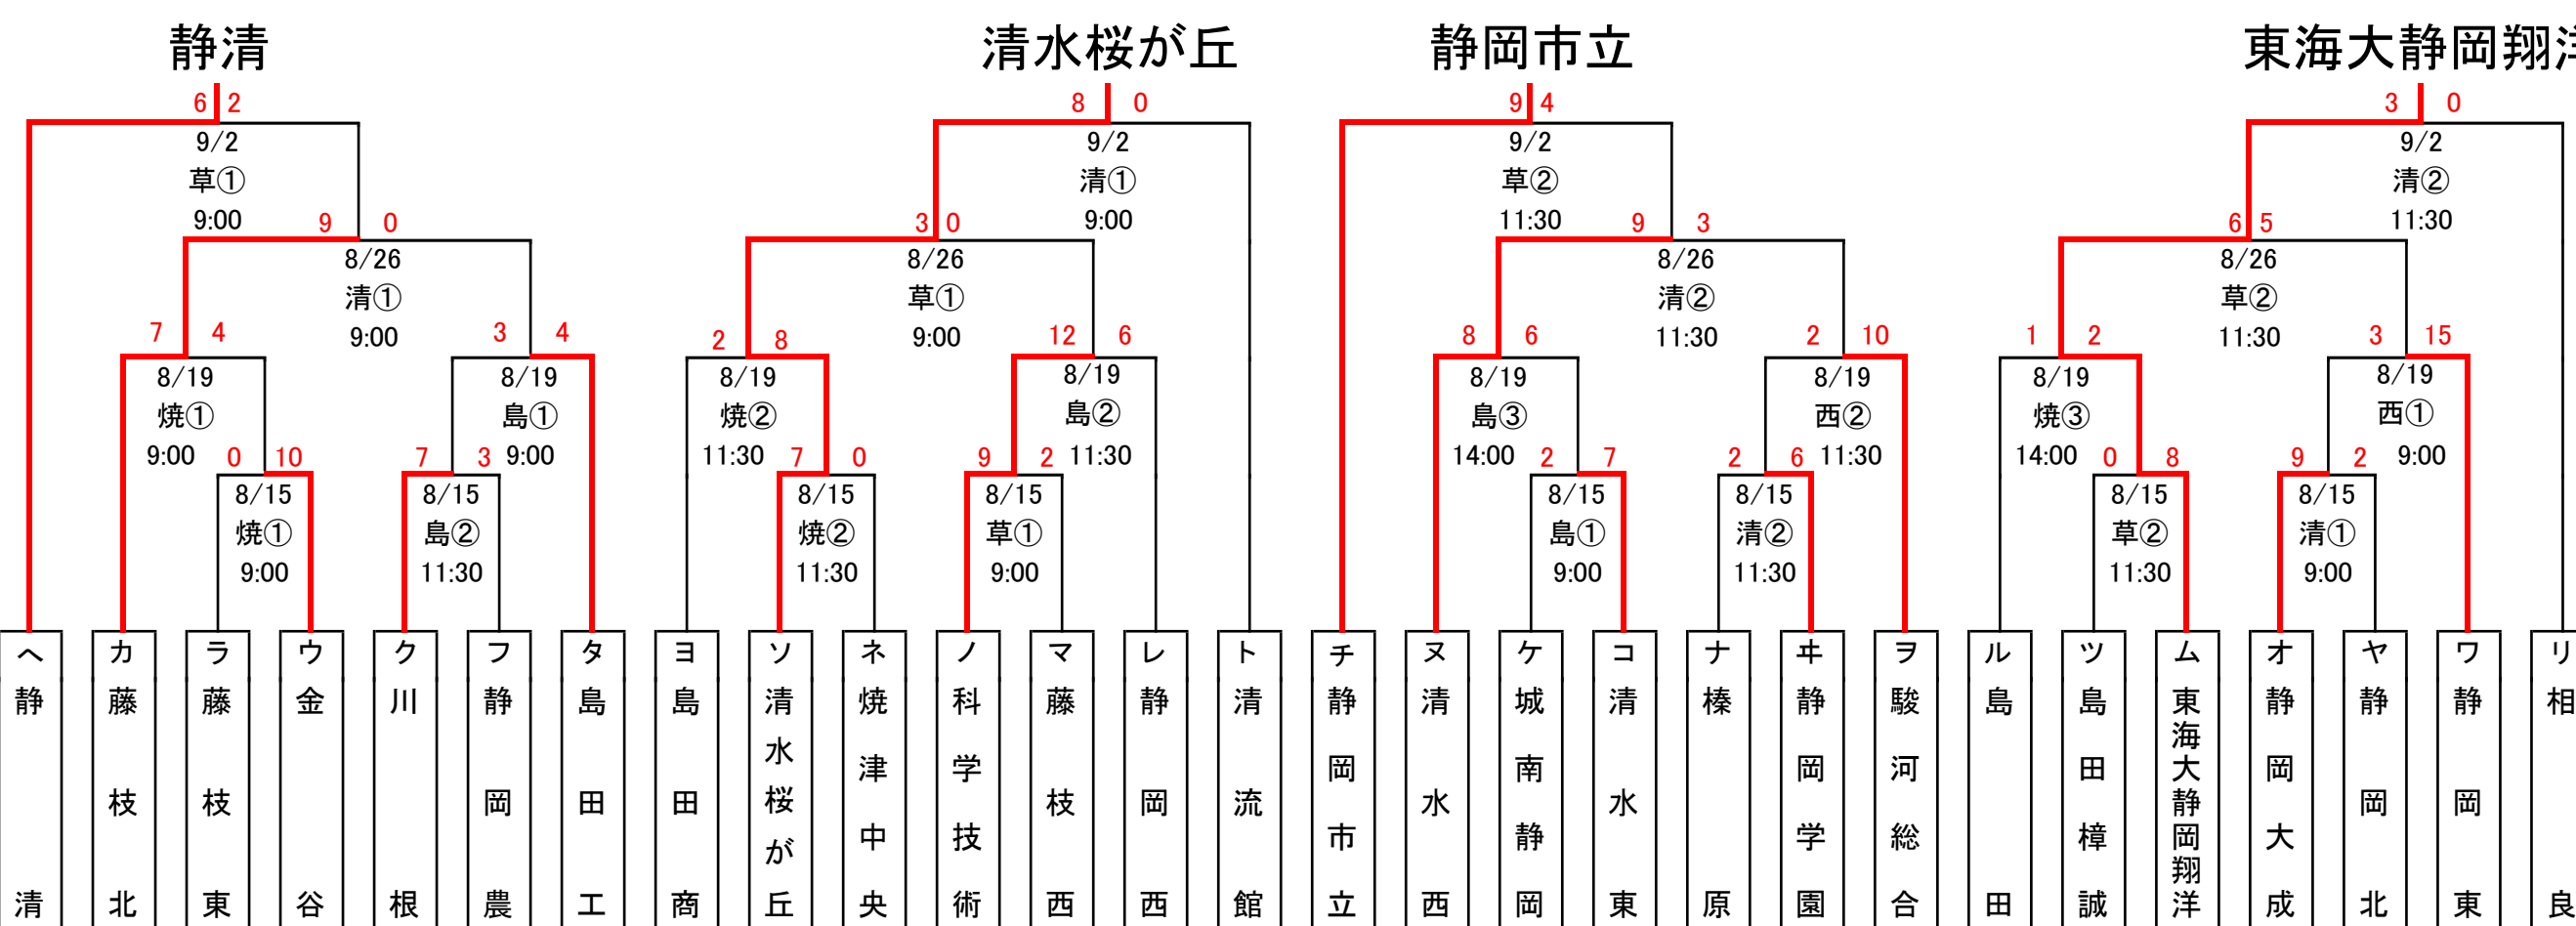 静清 清水桜が丘 静岡市立 東海大静岡翔洋
6 2 8 0 9 4 3 0
9/2 9/2 9/2 9/2
草① 清① 草② 清②
9:00 9:00 11:30 11:30
9 0 3 0 9 3 6 5
8/26 8/26 8/26 8/26
清① 草① 清② 草②
9:00 9:00 11:30 11:30
7 4 3 4 2 8 12 6 8 6 2 10 1 2 3 15
8/19 8/19 8/19 8/19 8/19 8/19 8/19 8/19
焼① 島① 焼② 島② 島③ 西② 焼③ 西①
9:00 9:00 11:30 11:30 14:00 11:30 14:00 9:00
0 10 7 3 7 0 9 2 2 7 2 6 0 8 9 2
8/15 8/15 8/15 8/15 8/15 8/15 8/15 8/15
焼① 島② 焼② 草① 島① 清② 草② 清①
9:00 11:30 11:30 9:00 9:00 11:30 11:30 9:00
ヘ カ ラ ウ ク フ タ ヨ ソ ネ ノ マ レ ト チ ヌ ケ コ ナ ヰ ヲ ル ツ ム オ ヤ ワ リ
静清
藤枝北
藤枝東
金谷
川根
静岡農
島田工
島田商
清水桜が丘
焼津中央
科学技術
藤枝西
静岡西
清流館
静岡市立
清水西
城南静岡
清水東
榛原
静岡学園
駿河総合
島田
島田樟誠
東海大静岡翔洋
静岡大成
静岡北
静岡東
相良